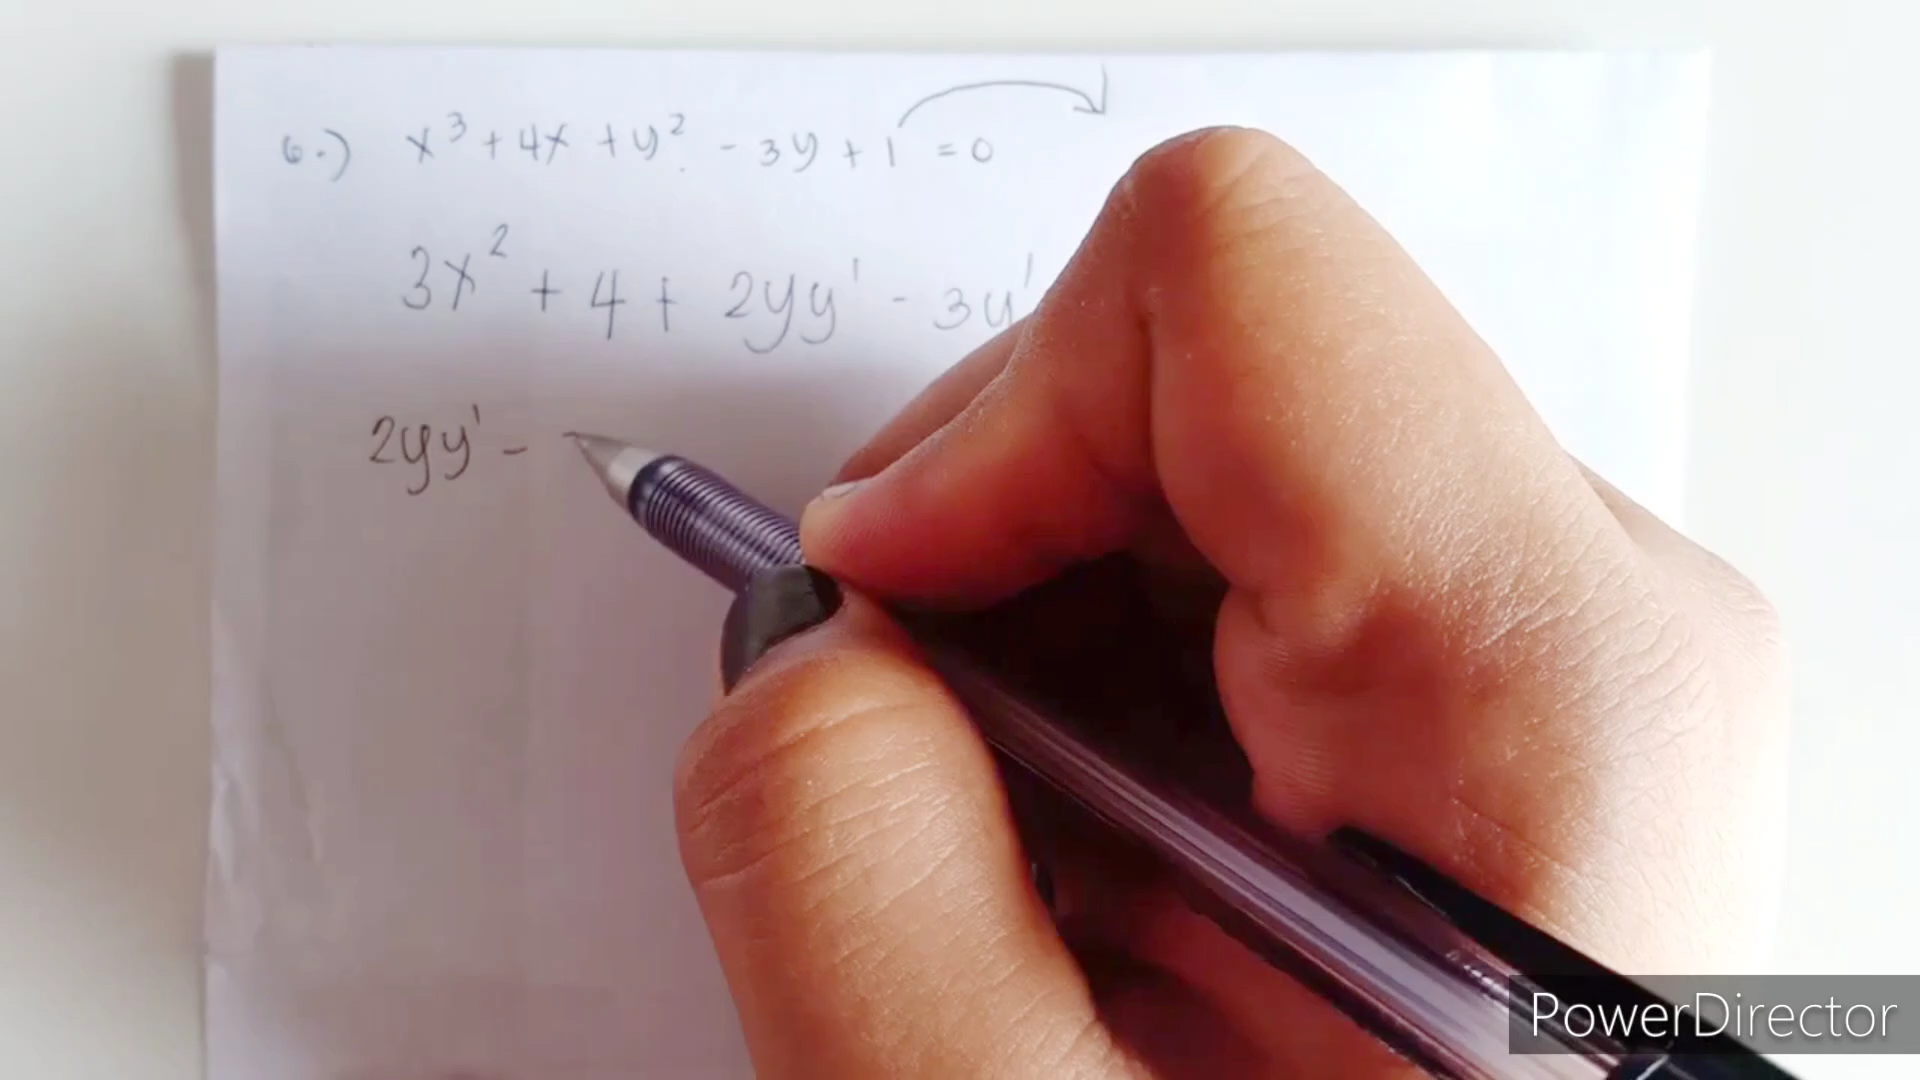 6.) x³ + 4x + y² - 3y + 1 = 0
3x² + 4 + 2yy' - 3y'
2yy' -
PowerDirector